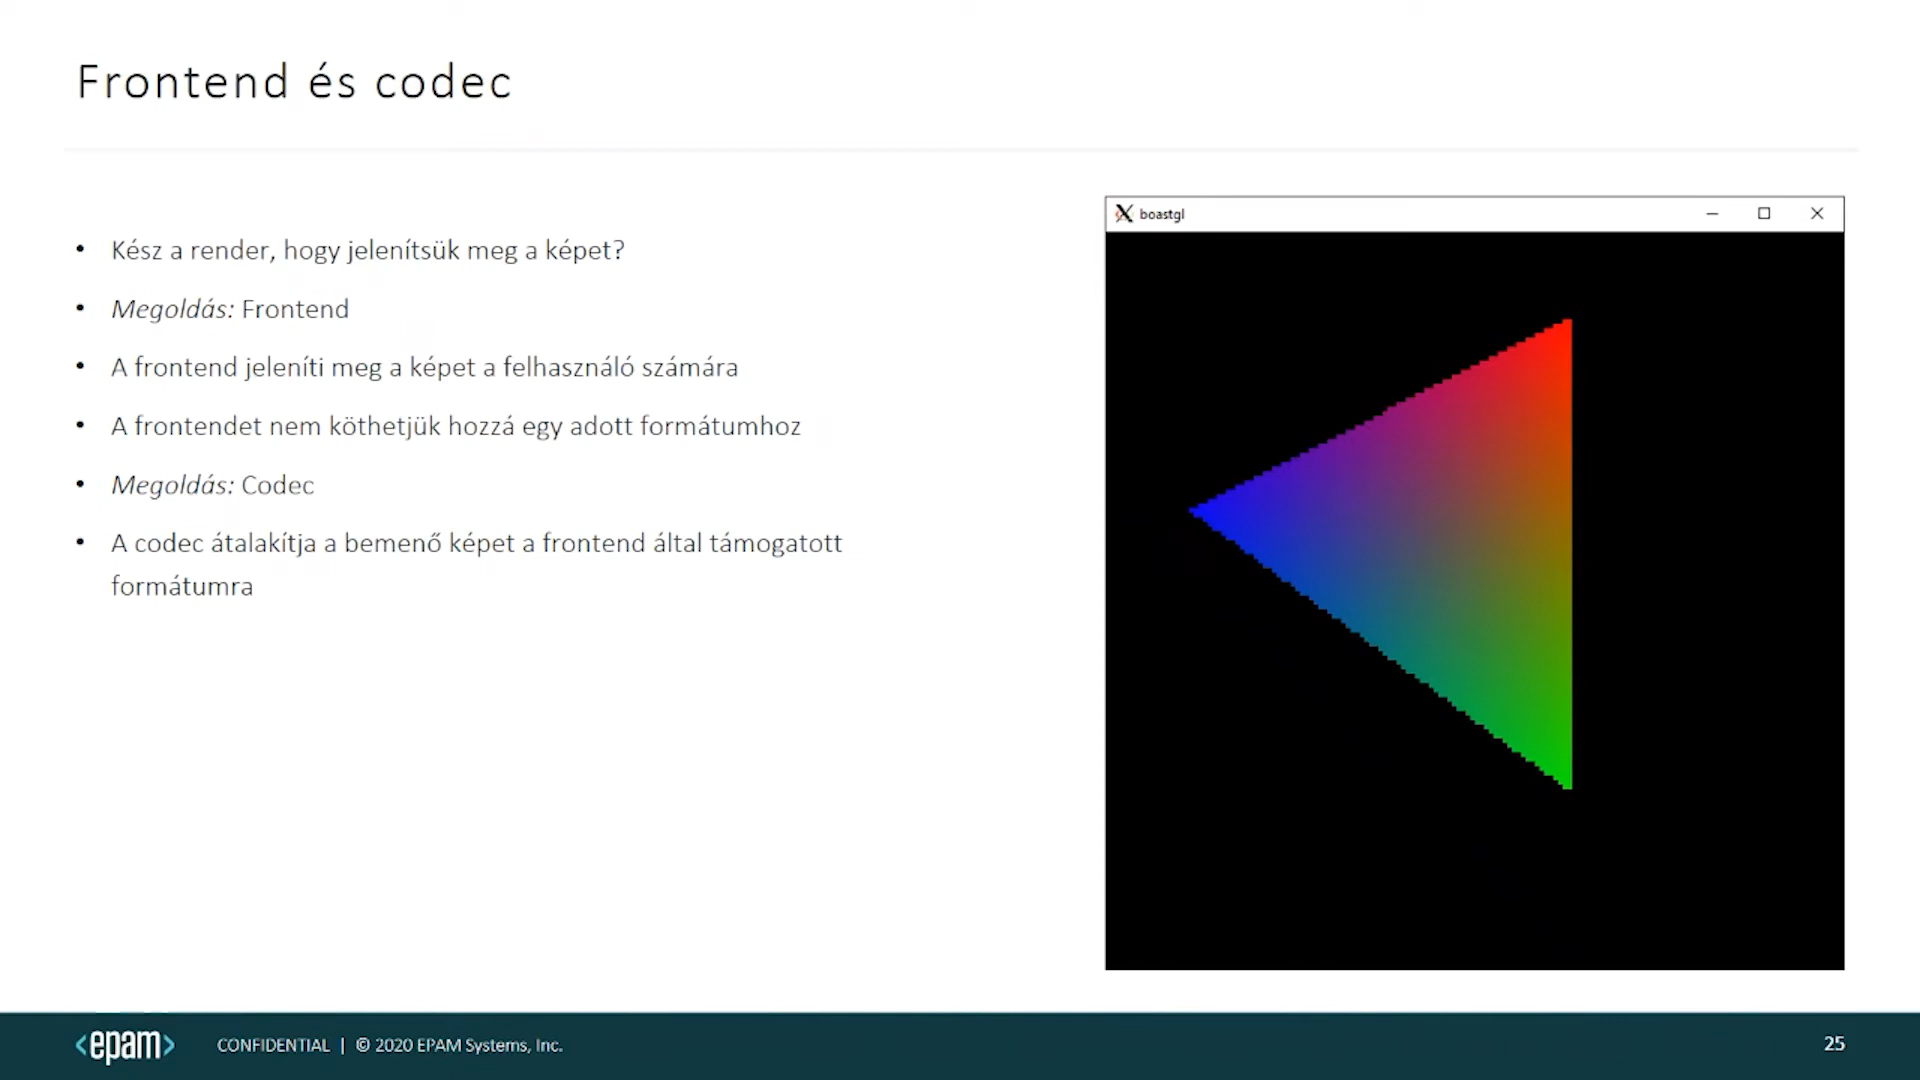 Frontend és codec
• Kész a render, hogy jelenítsük meg a képet?
• Megoldás: Frontend
• A frontend jeleníti meg a képet a felhasználó számára
• A frontendet nem köthetjük hozzá egy adott formátumhoz
• Megoldás: Codec
• A codec átalakítja a bemenő képet a frontend által támogatott
formátumra
boastgl
<epam> CONFIDENTIAL | © 2020 EPAM Systems, Inc. 25